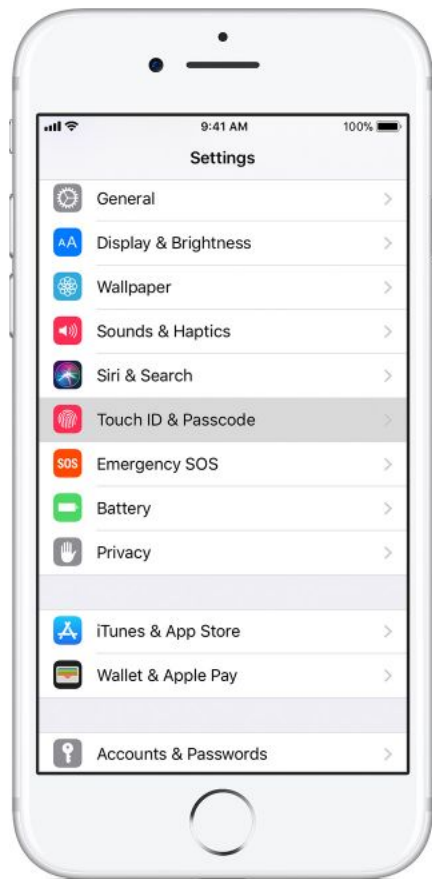 9:41 AM 100%
Settings
General
AA Display & Brightness
Wallpaper
Sounds & Haptics
Siri & Search
Touch ID & Passcode
SOS Emergency SOS
Battery
Privacy
iTunes & App Store
Wallet & Apple Pay
Accounts & Passwords